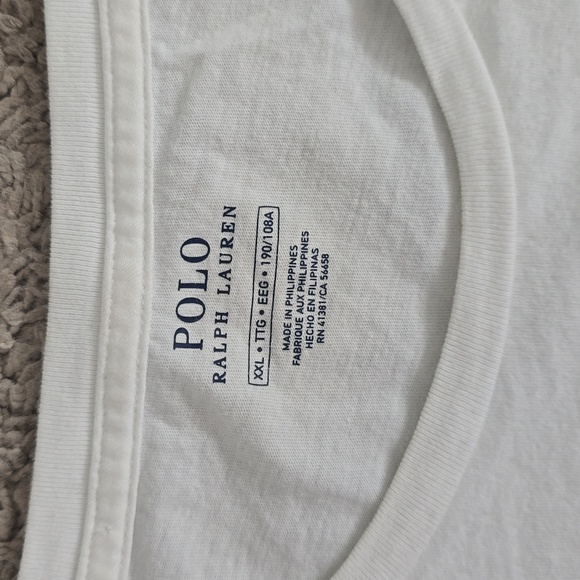 POLO
RALPH LAUREN
XXL • TTG • EEG • 190/108A
MADE IN PHILIPPINES
FABRIQUE AUX PHILIPPINES
HECHO EN FILIPINAS
RN 41381/CA 56658